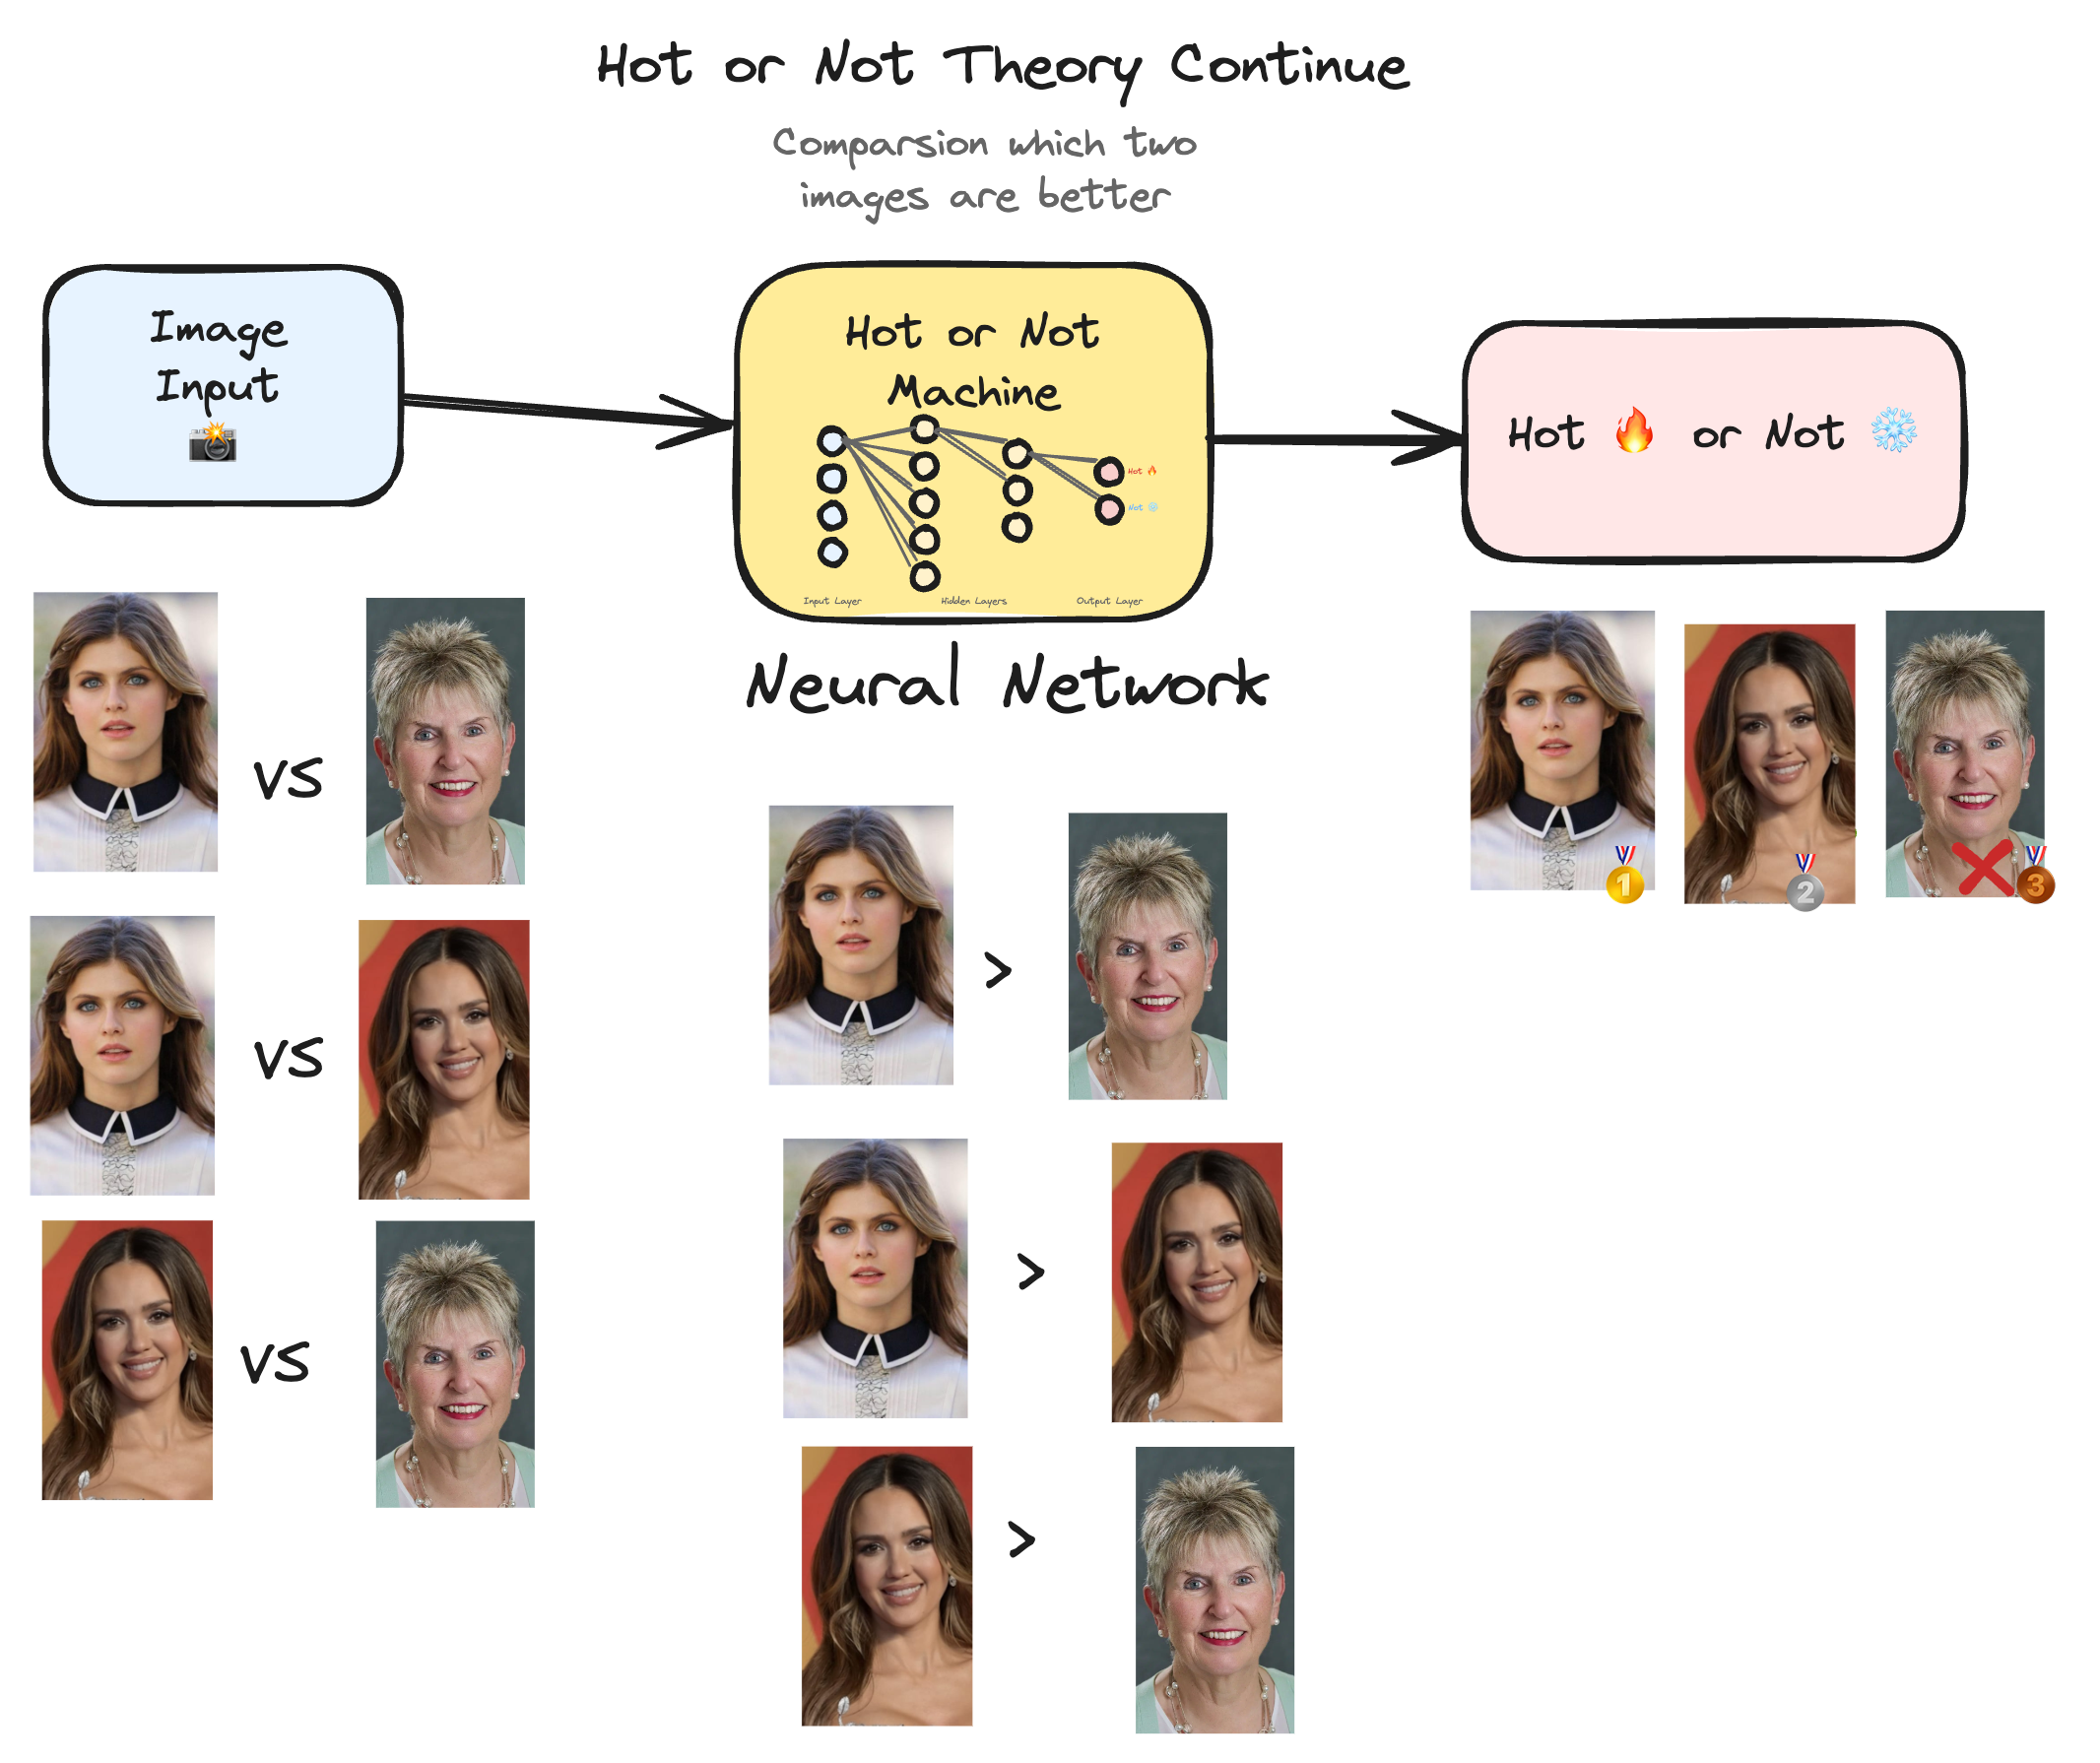 Hot or Not Theory Continue
Comparsion which two
images are better
Image
Input
Hot or Not
Machine
Hot
Not
Input Layer
Hidden Layers
Output Layer
Hot or Not
Neural Network
vs
vs
vs
>
>
>
1
2
3